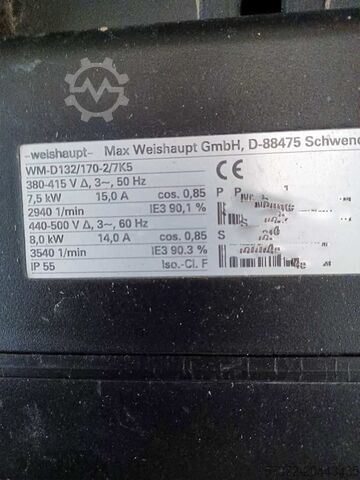 -weishaupt- Max Weishaupt GmbH, D-88475 Schwend
WM-D132/170-2/7K5
380-415 V Δ, 3~, 50 Hz
7,5 kW 15,0 A cos. 0,85 P P
2940 1/min IE3 90,1 %
440-500 V Δ, 3~, 60 Hz
8,0 kW 14,0 A cos. 0,85 S
3540 1/min IE3 90.3 %
IP 55 Iso.-Cl. F